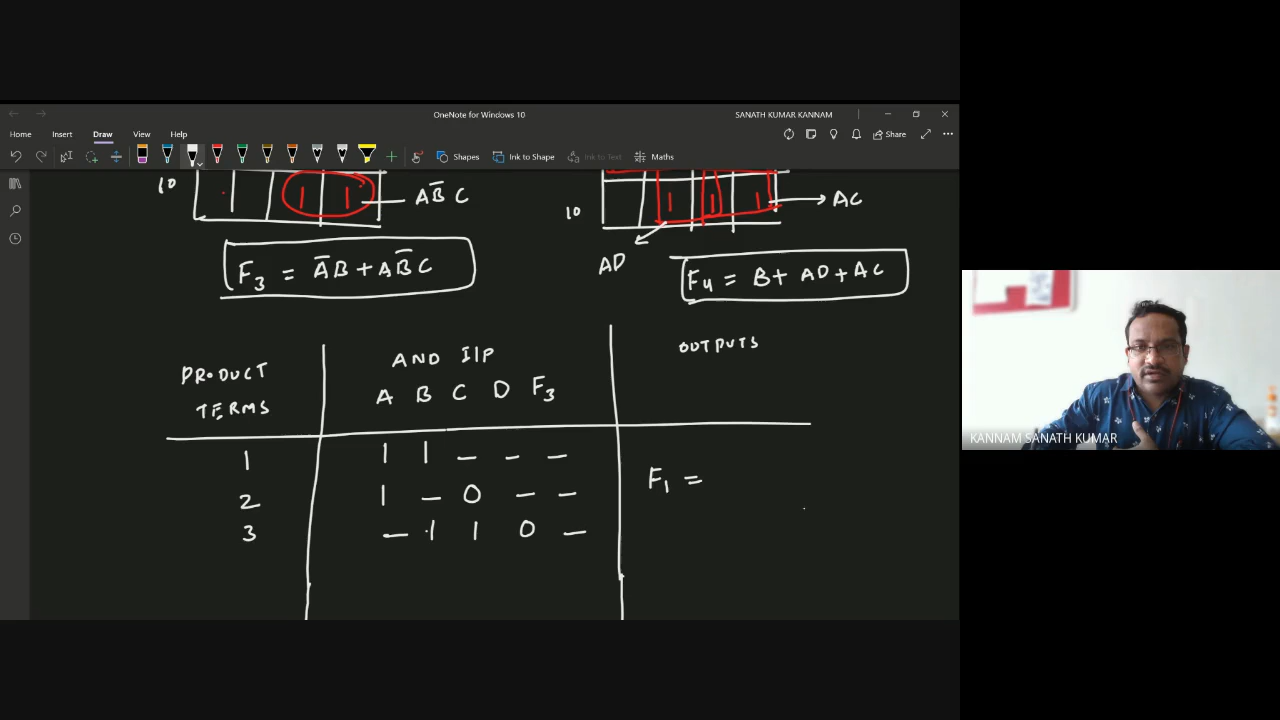 OneNote for Windows 10
SANATH KUMAR KANNAM
Home Insert Draw View Help
Share
Shapes Ink to Shape Ink to Text Maths
10 1 1 AB̅C
10 1 1 1 AC
AD
F₃ = A̅B + AB̅C
F₄ = B + AD + AC
PRODUCT TERMS
AND I/P
OUTPUTS
A B C D F₃
1 1 1 - - -
2 1 - 0 - -
3 - 1 1 0 -
F₁ =
KANNAM SANATH KUMAR